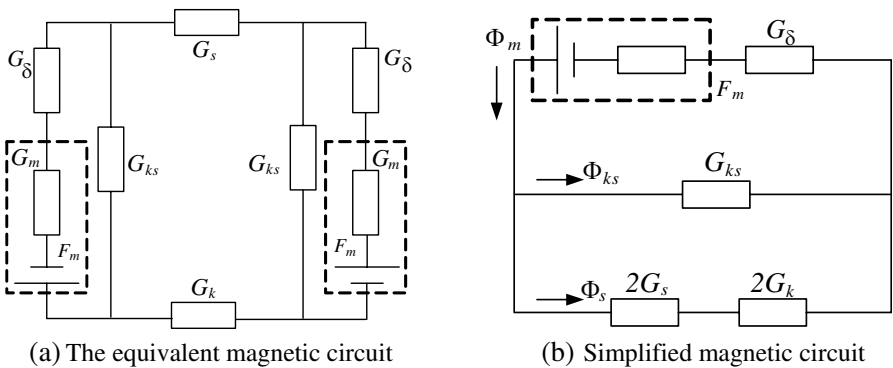 G_s
G_δ
G_δ
G_m
G_ks
G_ks
G_m
F_m
F_m
G_k
(a) The equivalent magnetic circuit
Φ_m
G_δ
F_m
Φ_ks
G_ks
Φ_s
2G_s
2G_k
(b) Simplified magnetic circuit